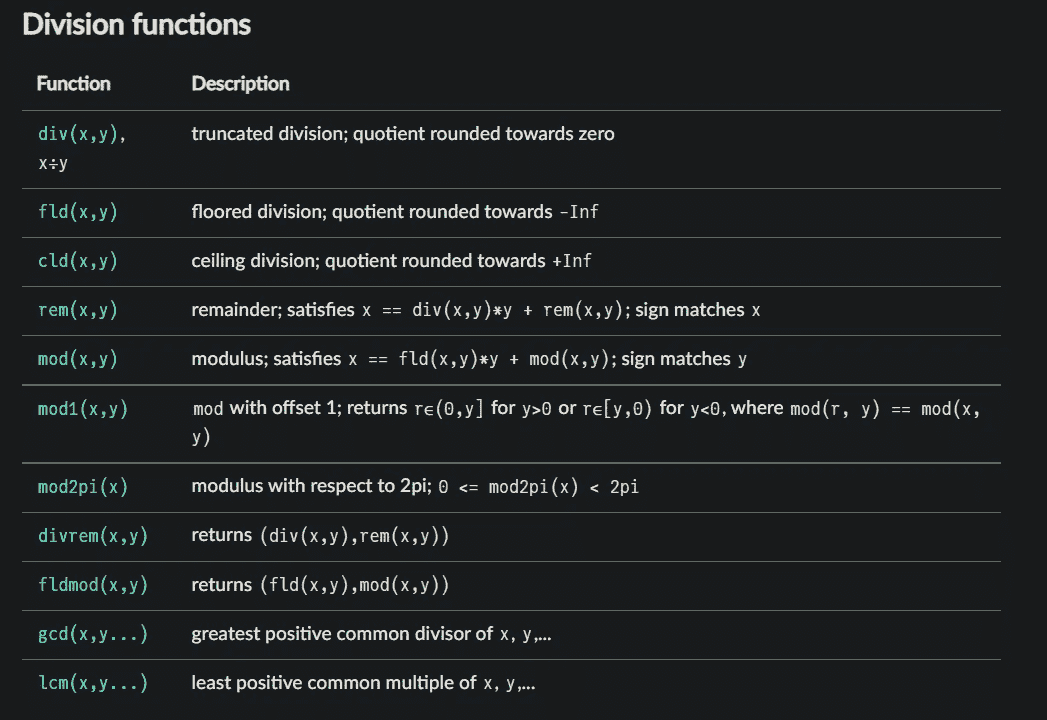 Division functions
Function Description
div(x,y), truncated division; quotient rounded towards zero
x÷y
fld(x,y) floored division; quotient rounded towards -Inf
cld(x,y) ceiling division; quotient rounded towards +Inf
rem(x,y) remainder; satisfies x == div(x,y)*y + rem(x,y); sign matches x
mod(x,y) modulus; satisfies x == fld(x,y)*y + mod(x,y); sign matches y
mod1(x,y) mod with offset 1; returns r∈(0,y] for y>0 or r∈[y,0) for y<0, where mod(r, y) == mod(x,
y)
mod2pi(x) modulus with respect to 2pi; 0 <= mod2pi(x) < 2pi
divrem(x,y) returns (div(x,y),rem(x,y))
fldmod(x,y) returns (fld(x,y),mod(x,y))
gcd(x,y...) greatest positive common divisor of x, y,...
lcm(x,y...) least positive common multiple of x, y,...